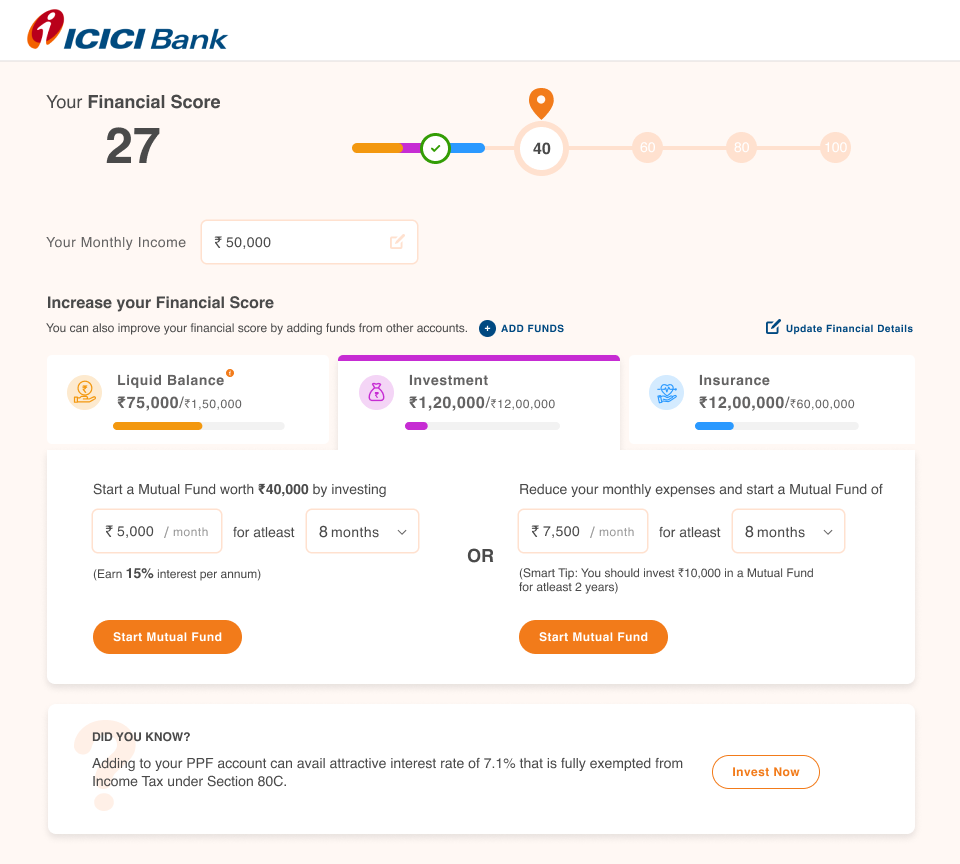 ICICI Bank
Your Financial Score
27
40
60
80
100
Your Monthly Income
₹ 50,000
Increase your Financial Score
You can also improve your financial score by adding funds from other accounts.
ADD FUNDS
Update Financial Details
Liquid Balance
₹75,000/₹1,50,000
Investment
₹1,20,000/₹12,00,000
Insurance
₹12,00,000/₹60,00,000
Start a Mutual Fund worth ₹40,000 by investing
₹ 5,000 / month for atleast 8 months
(Earn 15% interest per annum)
Start Mutual Fund
OR
Reduce your monthly expenses and start a Mutual Fund of
₹ 7,500 / month for atleast 8 months
(Smart Tip: You should invest ₹10,000 in a Mutual Fund
for atleast 2 years)
Start Mutual Fund
?
DID YOU KNOW?
Adding to your PPF account can avail attractive interest rate of 7.1% that is fully exempted from
Income Tax under Section 80C.
Invest Now